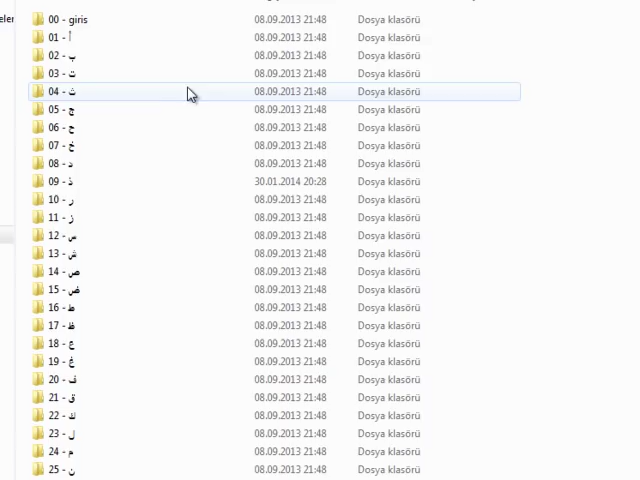 eler
00 - giris 08.09.2013 21:48 Dosya klasörü
01 - أ 08.09.2013 21:48 Dosya klasörü
02 - ب 08.09.2013 21:48 Dosya klasörü
03 - ت 08.09.2013 21:48 Dosya klasörü
04 - ث 08.09.2013 21:48 Dosya klasörü
05 - ج 08.09.2013 21:48 Dosya klasörü
06 - ح 08.09.2013 21:48 Dosya klasörü
07 - خ 08.09.2013 21:48 Dosya klasörü
08 - د 08.09.2013 21:48 Dosya klasörü
09 - ذ 30.01.2014 20:28 Dosya klasörü
10 - ر 08.09.2013 21:48 Dosya klasörü
11 - ز 08.09.2013 21:48 Dosya klasörü
12 - س 08.09.2013 21:48 Dosya klasörü
13 - ش 08.09.2013 21:48 Dosya klasörü
14 - ص 08.09.2013 21:48 Dosya klasörü
15 - ض 08.09.2013 21:48 Dosya klasörü
16 - ط 08.09.2013 21:48 Dosya klasörü
17 - ظ 08.09.2013 21:48 Dosya klasörü
18 - ع 08.09.2013 21:48 Dosya klasörü
19 - غ 08.09.2013 21:48 Dosya klasörü
20 - ف 08.09.2013 21:48 Dosya klasörü
21 - ق 08.09.2013 21:48 Dosya klasörü
22 - ك 08.09.2013 21:48 Dosya klasörü
23 - ل 08.09.2013 21:48 Dosya klasörü
24 - م 08.09.2013 21:48 Dosya klasörü
25 - ن 08.09.2013 21:48 Dosya klasörü